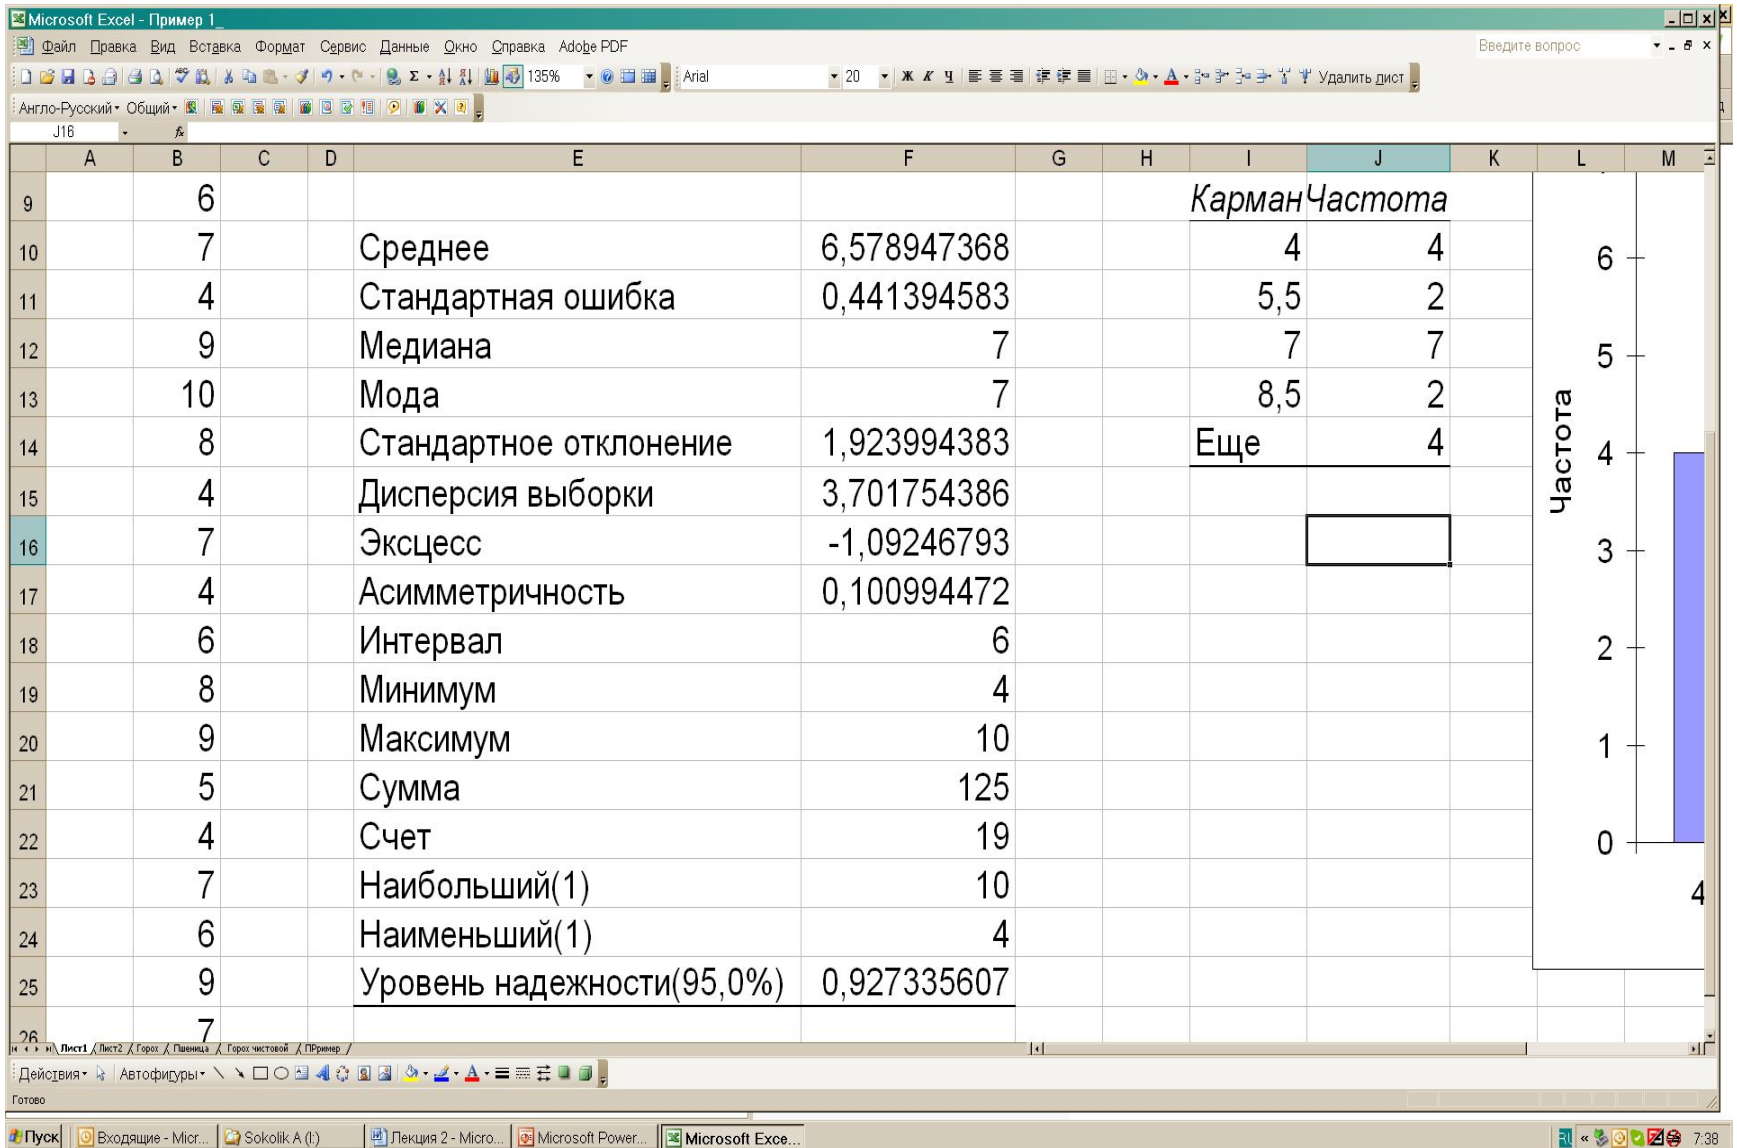 Microsoft Excel - Пример 1_
Файл Правка Вид Вставка Формат Сервис Данные Окно Справка Adobe PDF Введите вопрос
135% Arial 20 Ж К Ч Удалить лист
Англо-Русский Общий
J16 fx
A B C D E F G H I J K L M
9 6 Карман Частота
10 7 Среднее 6,578947368 4 4 6
11 4 Стандартная ошибка 0,441394583 5,5 2
12 9 Медиана 7 7 7 5
13 10 Мода 7 8,5 2
14 8 Стандартное отклонение 1,923994383 Еще 4 4
Частота
15 4 Дисперсия выборки 3,701754386
16 7 Эксцесс -1,09246793 3
17 4 Асимметричность 0,100994472
18 6 Интервал 6 2
19 8 Минимум 4
20 9 Максимум 10 1
21 5 Сумма 125
22 4 Счет 19 0
23 7 Наибольший(1) 10 4
24 6 Наименьший(1) 4
25 9 Уровень надежности(95,0%) 0,927335607
26 7
Лист1 Лист2 Горох Пшеница Горох чистовой ПРример
Действия Автофигуры
Готово
Пуск Входящие - Micr... Sokolik A (I:) Лекция 2 - Micro... Microsoft Power... Microsoft Exce... RU « 7:38